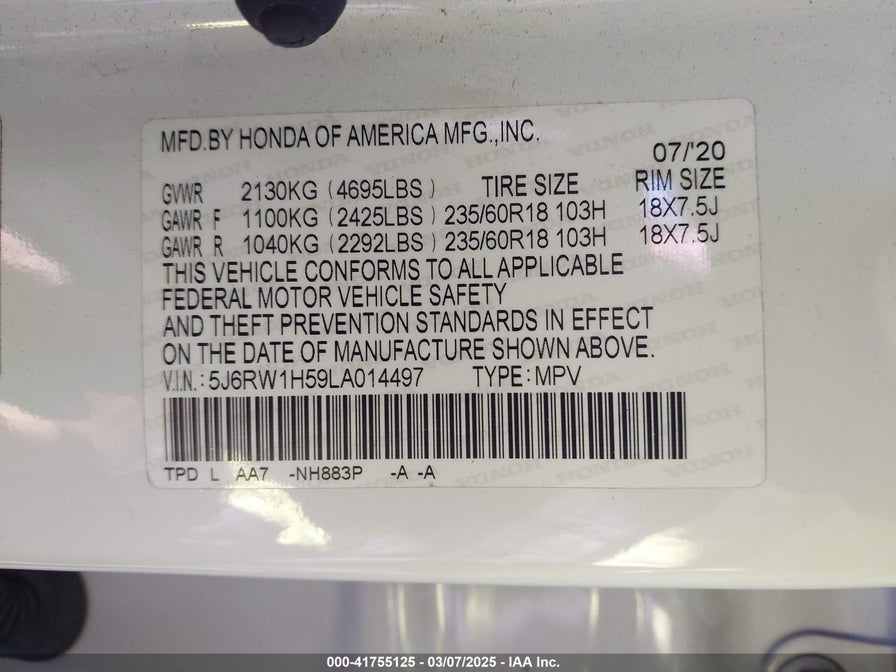 MFD.BY HONDA OF AMERICA MFG.,INC.
07/'20
GVWR 2130KG (4695LBS) TIRE SIZE RIM SIZE
GAWR F 1100KG (2425LBS) 235/60R18 103H 18X7.5J
GAWR R 1040KG (2292LBS) 235/60R18 103H 18X7.5J
THIS VEHICLE CONFORMS TO ALL APPLICABLE
FEDERAL MOTOR VEHICLE SAFETY
AND THEFT PREVENTION STANDARDS IN EFFECT
ON THE DATE OF MANUFACTURE SHOWN ABOVE.
V.I.N.: 5J6RW1H59LA014497 TYPE: MPV
TPD L AA7 -NH883P -A -A
000-41755125 - 03/07/2025 - IAA Inc.